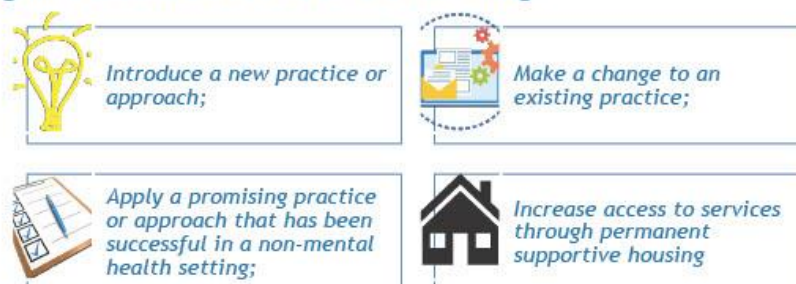 Introduce a new practice or
approach;
Make a change to an
existing practice;
Apply a promising practice
or approach that has been
successful in a non-mental
health setting;
Increase access to services
through permanent
supportive housing